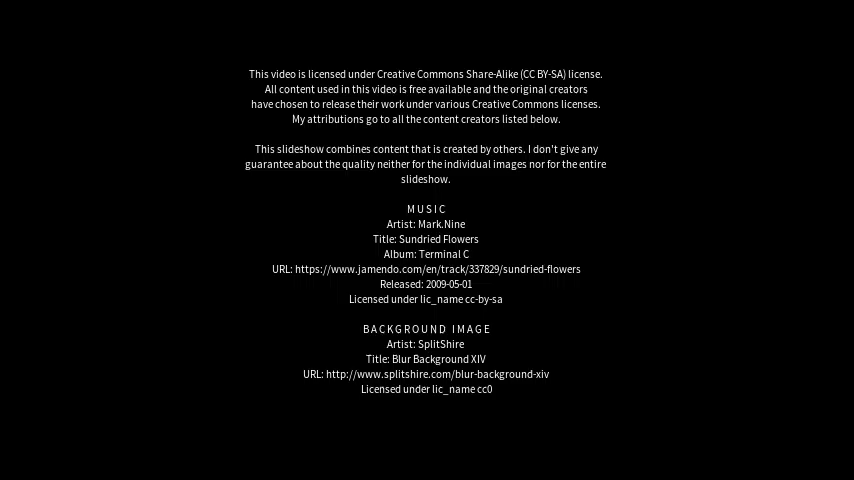 This video is licensed under Creative Commons Share-Alike (CC BY-SA) license.
All content used in this video is free available and the original creators
have chosen to release their work under various Creative Commons licenses.
My attributions go to all the content creators listed below.
This slideshow combines content that is created by others. I don't give any
guarantee about the quality neither for the individual images nor for the entire
slideshow.
MUSIC
Artist: Mark.Nine
Title: Sundried Flowers
Album: Terminal C
URL: https://www.jamendo.com/en/track/337829/sundried-flowers
Released: 2009-05-01
Licensed under lic_name cc-by-sa
BACKGROUND IMAGE
Artist: SplitShire
Title: Blur Background XIV
URL: http://www.splitshire.com/blur-background-xiv
Licensed under lic_name cc0